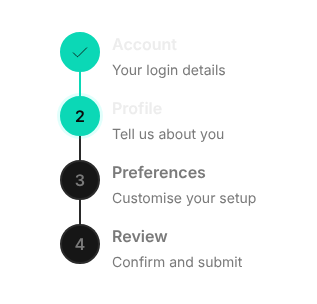 Account
Your login details
2
Profile
Tell us about you
3
Preferences
Customise your setup
4
Review
Confirm and submit